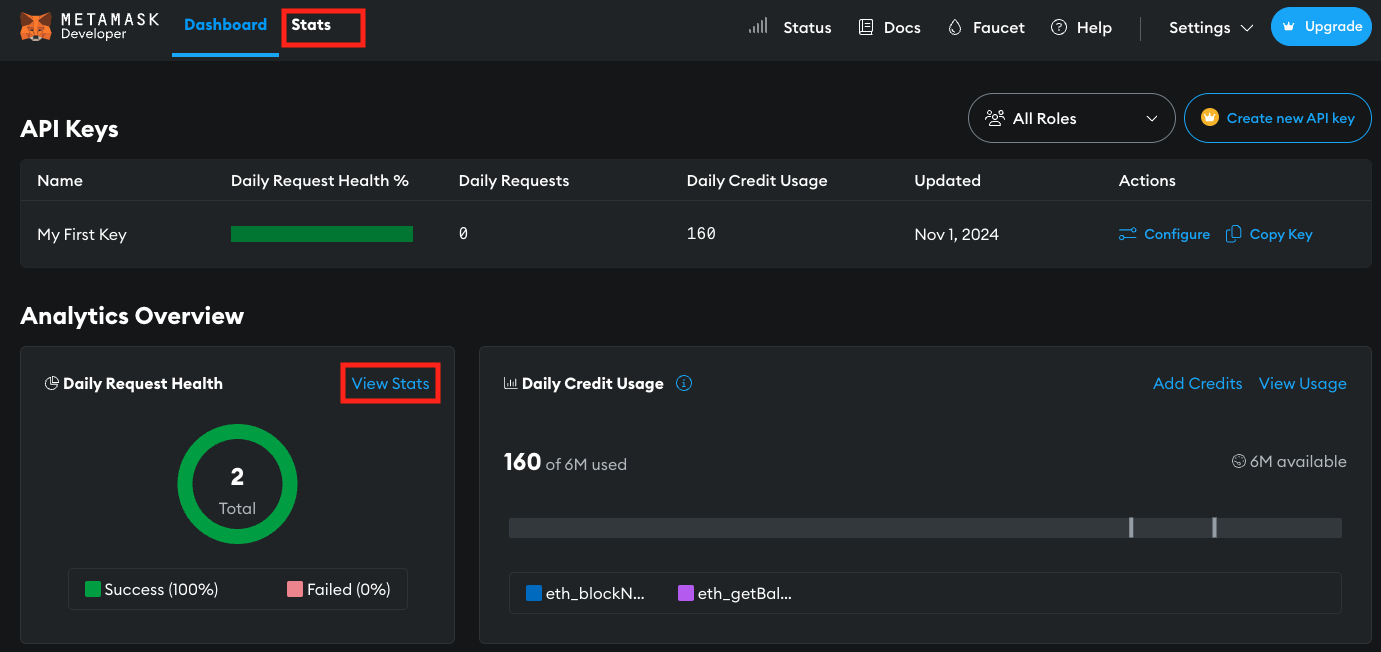 METAMASK
Developer
Dashboard
Stats
Status
Docs
Faucet
Help
Settings
Upgrade
API Keys
All Roles
Create new API key
Name
Daily Request Health %
Daily Requests
Daily Credit Usage
Updated
Actions
My First Key
0
160
Nov 1, 2024
Configure
Copy Key
Analytics Overview
Daily Request Health
View Stats
2
Total
Success (100%)
Failed (0%)
Daily Credit Usage
Add Credits
View Usage
160 of 6M used
6M available
eth_blockN...
eth_getBal...